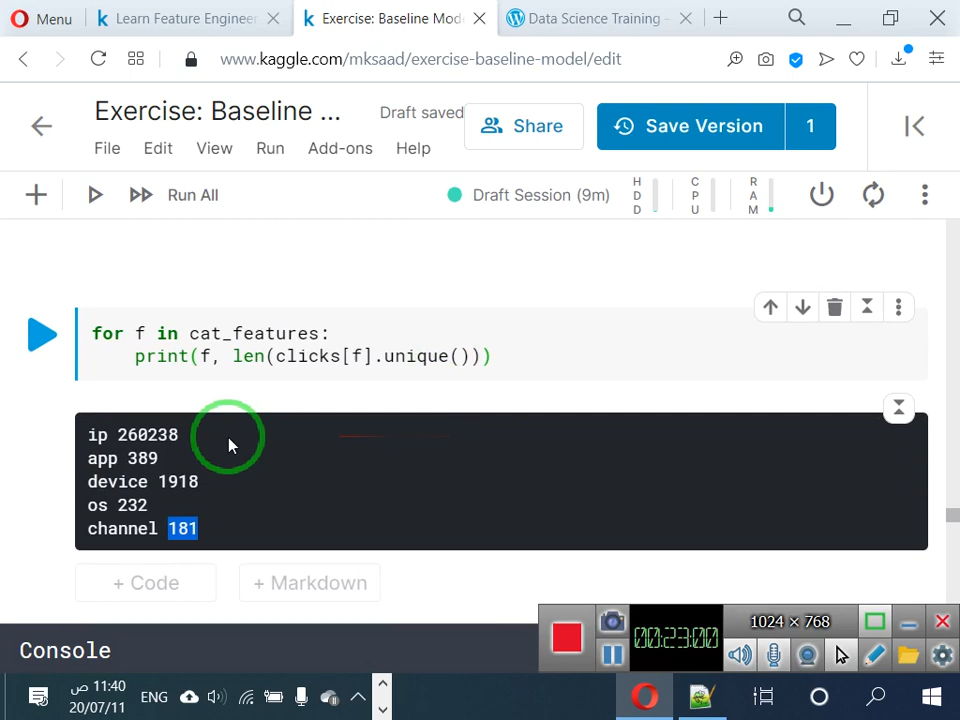 Menu
Learn Feature Engineer
Exercise: Baseline Mod
Data Science Training -
www.kaggle.com/mksaad/exercise-baseline-model/edit
Exercise: Baseline ...
Draft saved
Share
Save Version
1
File
Edit
View
Run
Add-ons
Help
Run All
Draft Session (9m)
HDD
CPU
RAM
for f in cat_features:
print(f, len(clicks[f].unique()))
ip 260238
app 389
device 1918
os 232
channel 181
+ Code
+ Markdown
Console
00:23:00
1024 × 768
11:40 ص
20/07/11
ENG